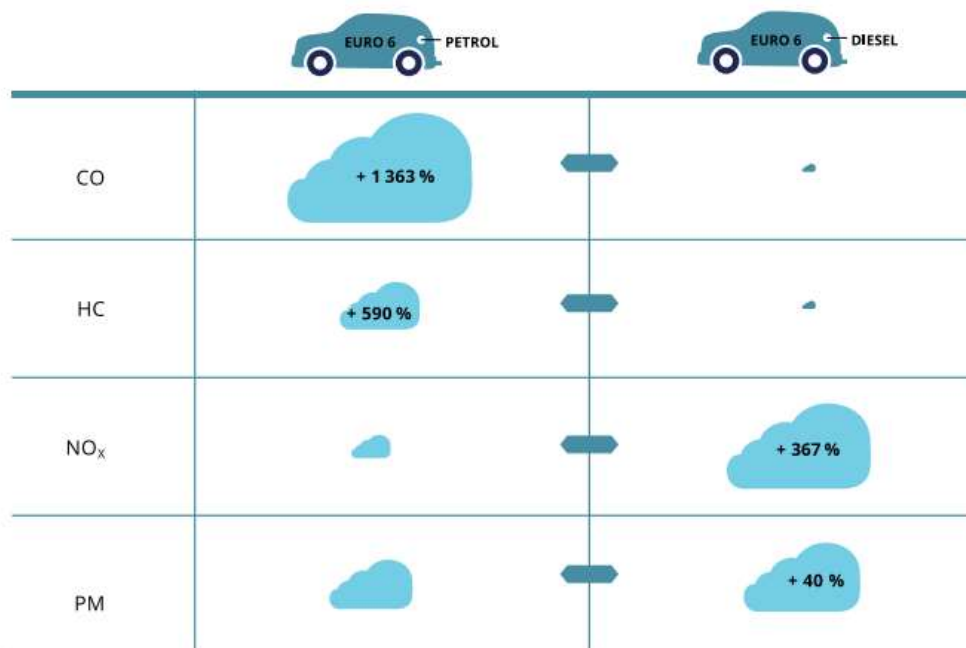 EURO 6 PETROL
EURO 6 DIESEL
CO + 1 363 %
HC + 590 %
NOX + 367 %
PM + 40 %